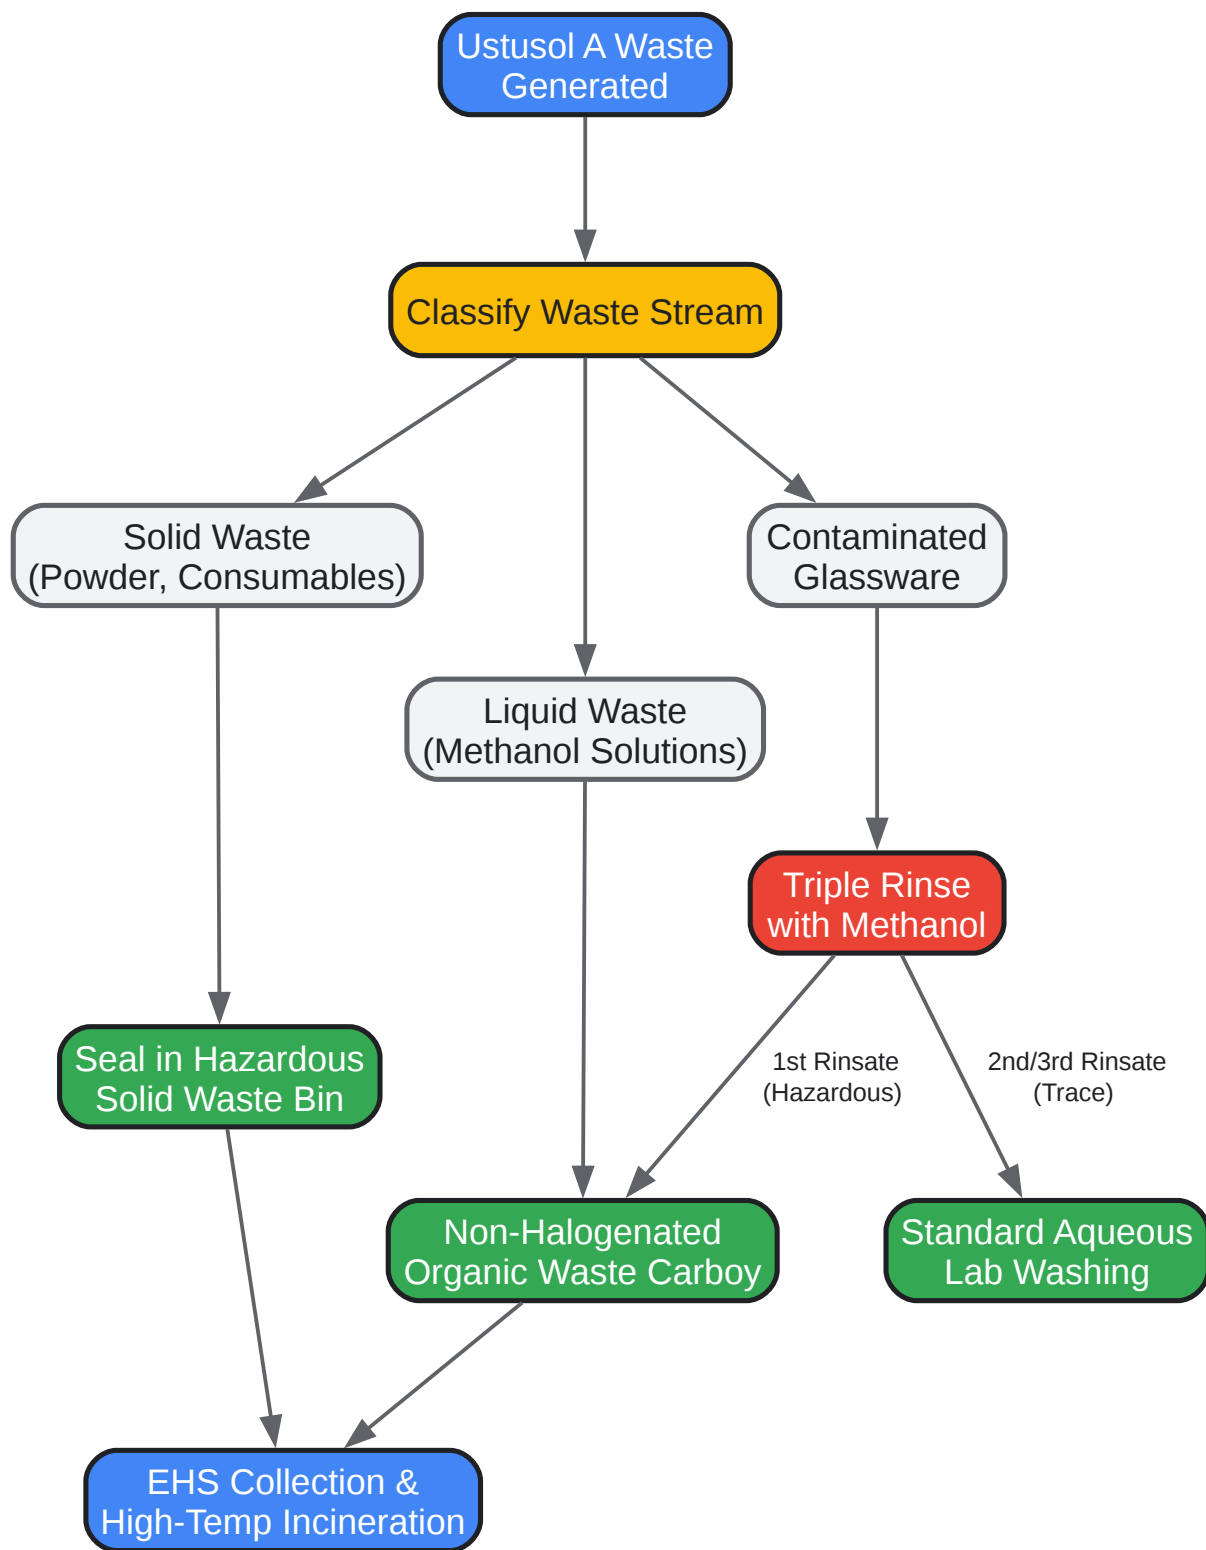 Ustusol A Waste
Generated
Classify Waste Stream
Solid Waste
(Powder, Consumables)
Contaminated
Glassware
Liquid Waste
(Methanol Solutions)
Triple Rinse
with Methanol
Seal in Hazardous
Solid Waste Bin
1st Rinsate
(Hazardous)
2nd/3rd Rinsate
(Trace)
Non-Halogenated
Organic Waste Carboy
Standard Aqueous
Lab Washing
EHS Collection &
High-Temp Incineration